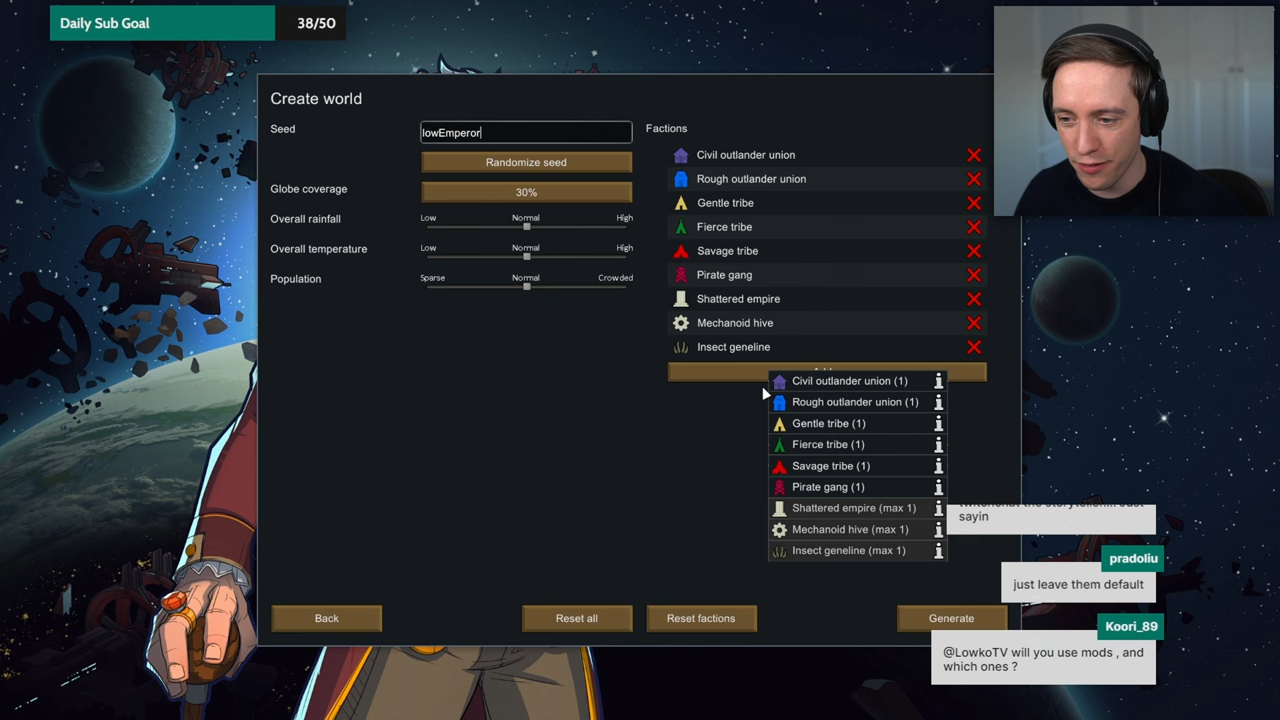 Daily Sub Goal
38/50
Create world
Seed
lowEmperor
Randomize seed
Globe coverage
30%
Overall rainfall
Low
Normal
High
Overall temperature
Low
Normal
High
Population
Sparse
Normal
Crowded
Factions
Civil outlander union
Rough outlander union
Gentle tribe
Fierce tribe
Savage tribe
Pirate gang
Shattered empire
Mechanoid hive
Insect geneline
Civil outlander union (1)
Rough outlander union (1)
Gentle tribe (1)
Fierce tribe (1)
Savage tribe (1)
Pirate gang (1)
Shattered empire (max 1)
Mechanoid hive (max 1)
Insect geneline (max 1)
Back
Reset all
Reset factions
Generate
sayin
pradoliu
just leave them default
Koori_89
@LowkoTV will you use mods , and
which ones ?